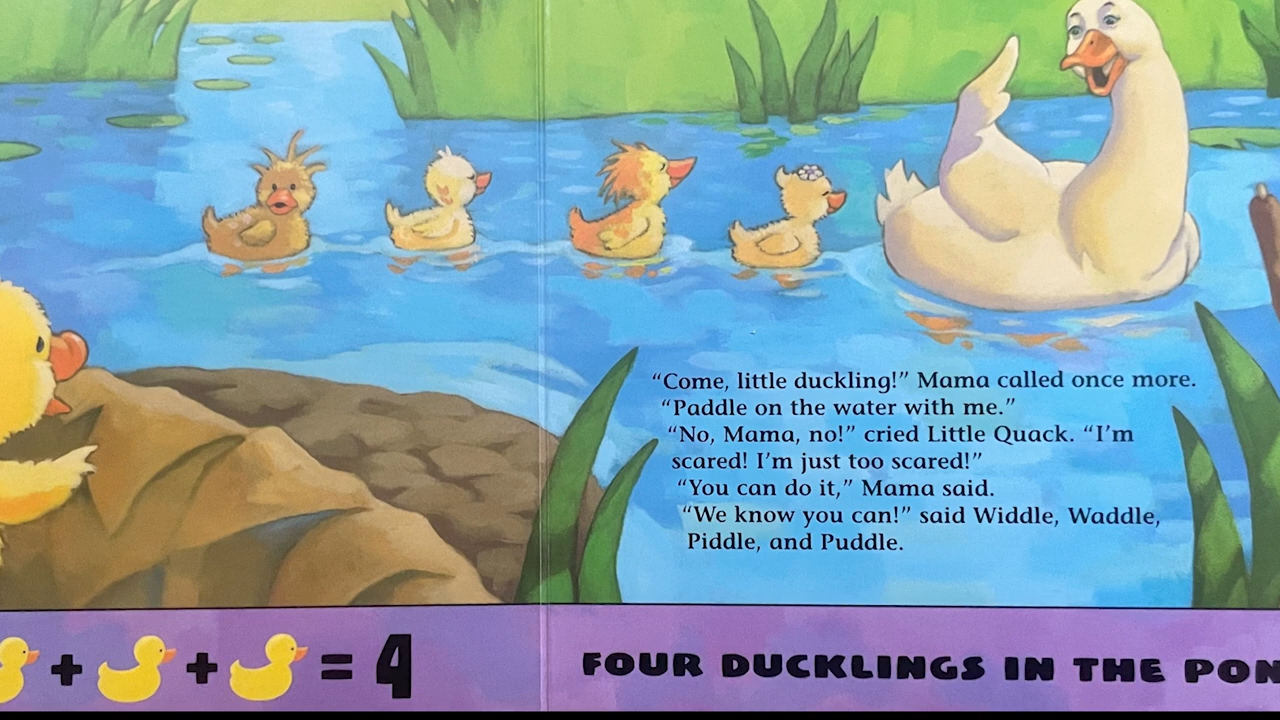 “Come, little duckling!” Mama called once more.
“Paddle on the water with me.”
“No, Mama, no!” cried Little Quack. “I’m
scared! I’m just too scared!”
“You can do it,” Mama said.
“We know you can!” said Widdle, Waddle,
Piddle, and Puddle.
+ + = 4
FOUR DUCKLINGS IN THE PON